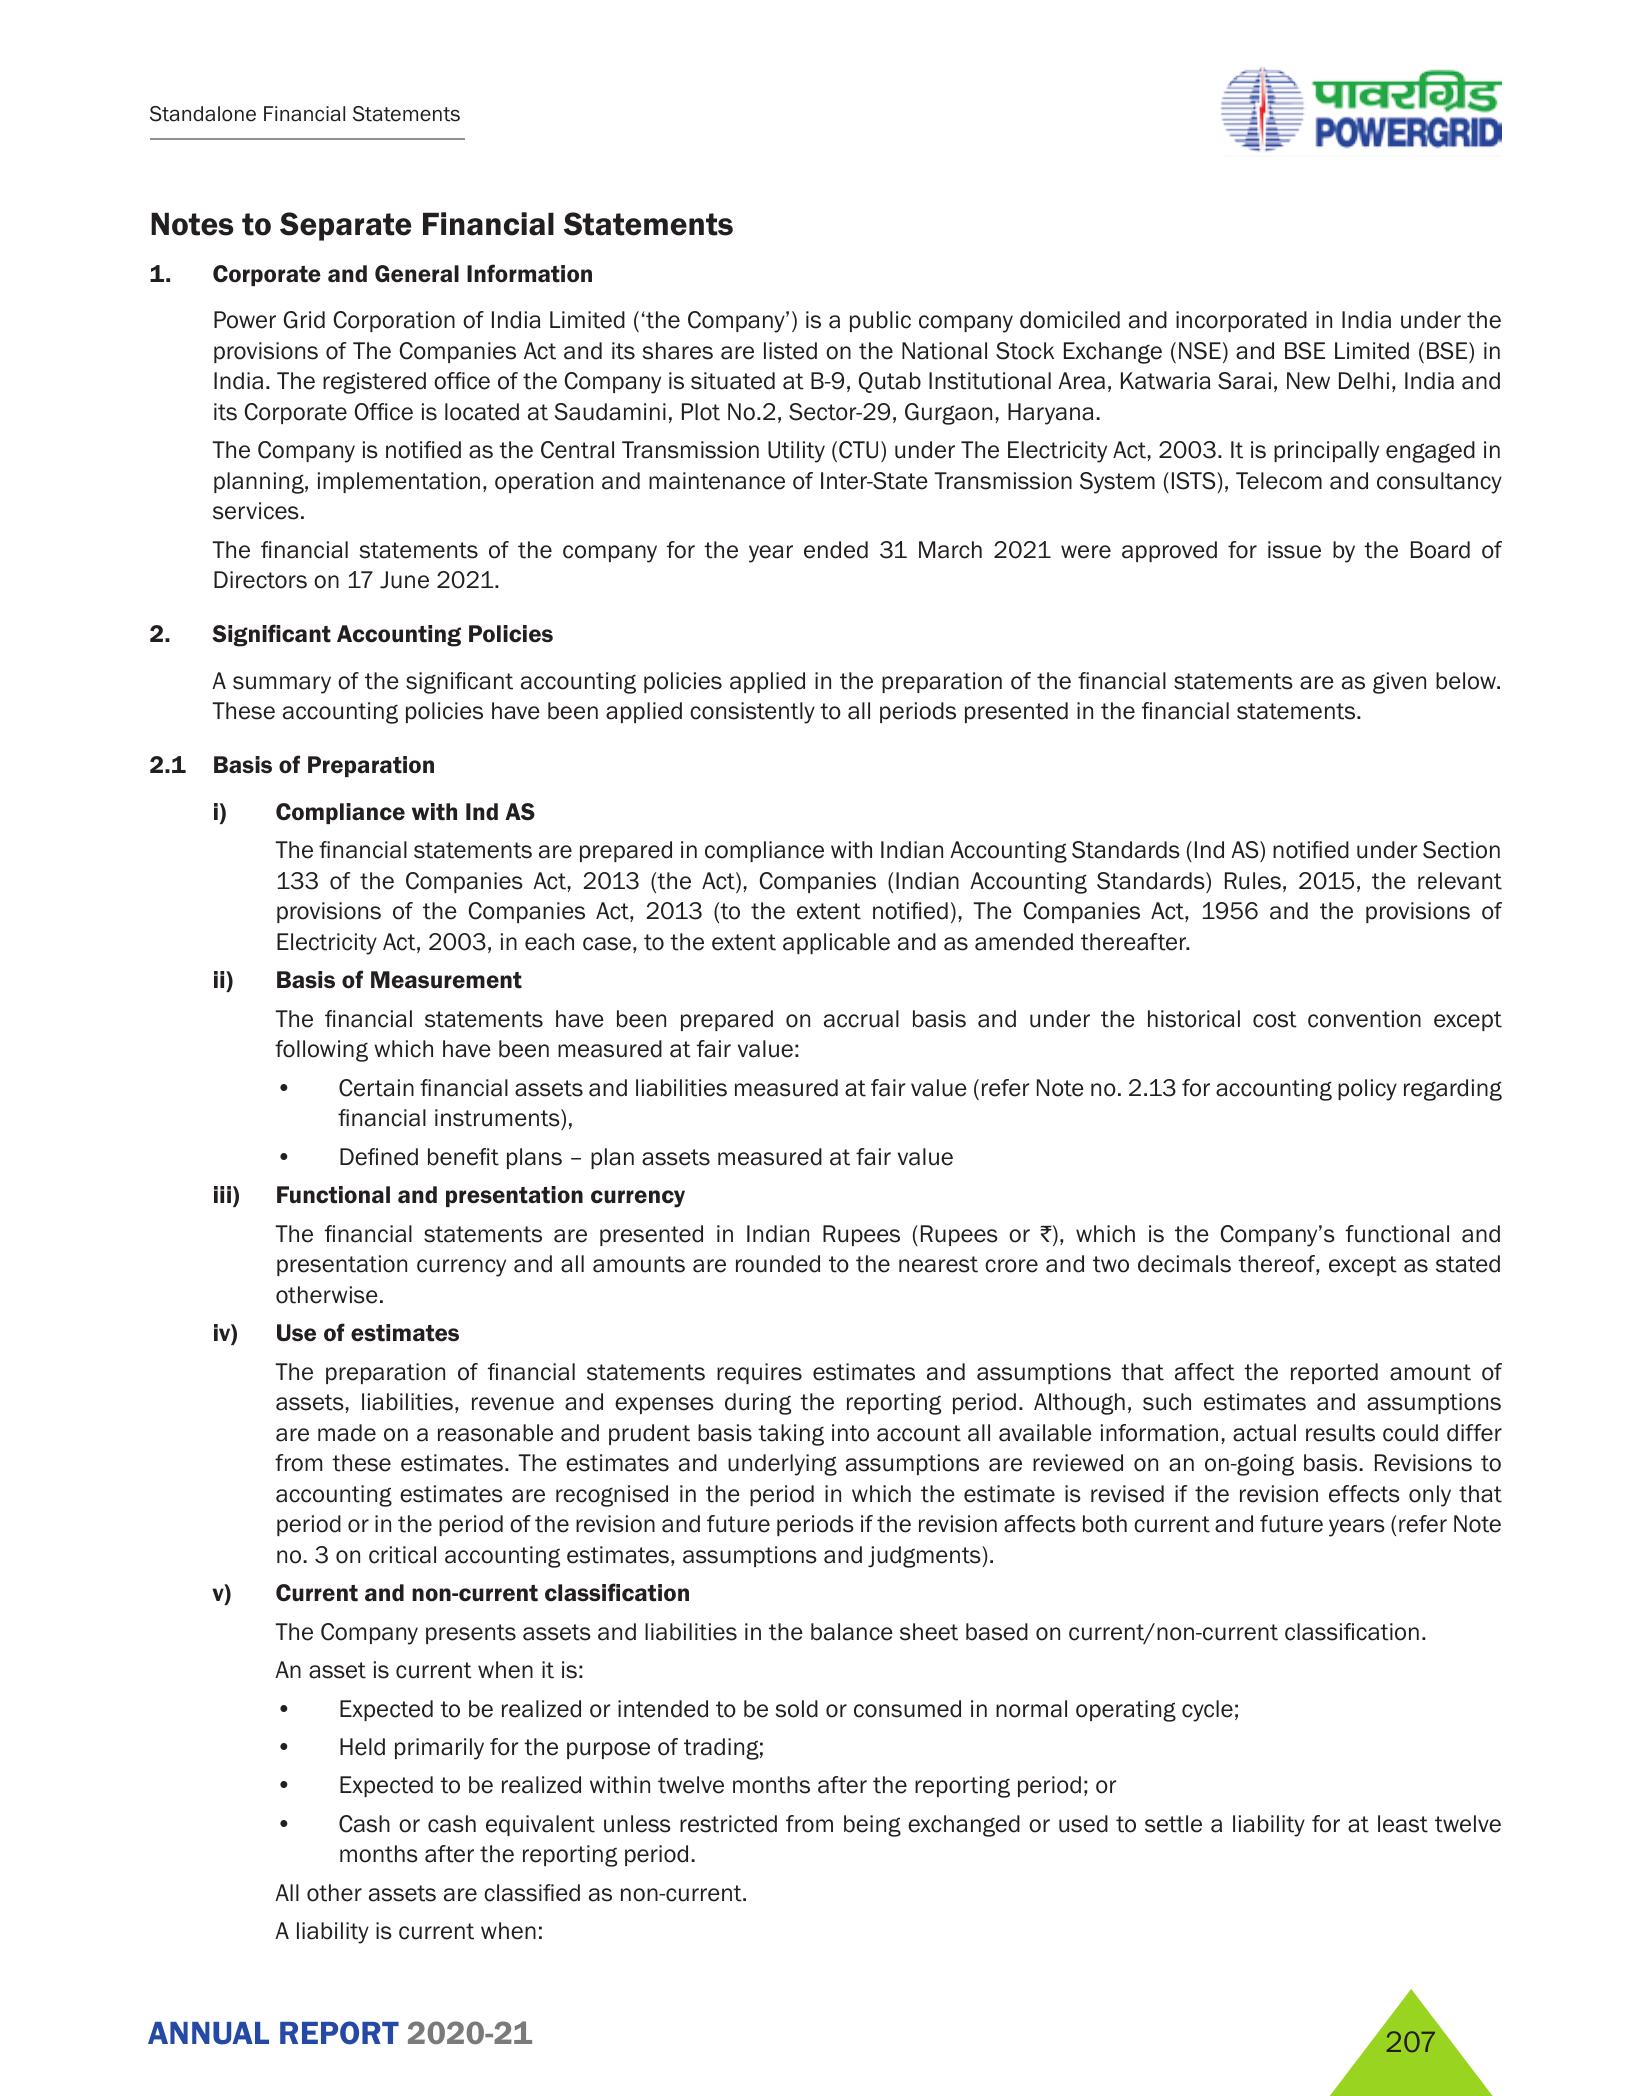 Standalone Financial Statements
पावरग्रिड
POWERGRID
Notes to Separate Financial Statements
1. Corporate and General Information
Power Grid Corporation of India Limited (‘the Company’) is a public company domiciled and incorporated in India under the
provisions of The Companies Act and its shares are listed on the National Stock Exchange (NSE) and BSE Limited (BSE) in
India. The registered office of the Company is situated at B-9, Qutab Institutional Area, Katwaria Sarai, New Delhi, India and
its Corporate Office is located at Saudamini, Plot No.2, Sector-29, Gurgaon, Haryana.
The Company is notified as the Central Transmission Utility (CTU) under The Electricity Act, 2003. It is principally engaged in
planning, implementation, operation and maintenance of Inter-State Transmission System (ISTS), Telecom and consultancy
services.
The financial statements of the company for the year ended 31 March 2021 were approved for issue by the Board of
Directors on 17 June 2021.
2. Significant Accounting Policies
A summary of the significant accounting policies applied in the preparation of the financial statements are as given below.
These accounting policies have been applied consistently to all periods presented in the financial statements.
2.1 Basis of Preparation
i) Compliance with Ind AS
The financial statements are prepared in compliance with Indian Accounting Standards (Ind AS) notified under Section
133 of the Companies Act, 2013 (the Act), Companies (Indian Accounting Standards) Rules, 2015, the relevant
provisions of the Companies Act, 2013 (to the extent notified), The Companies Act, 1956 and the provisions of
Electricity Act, 2003, in each case, to the extent applicable and as amended thereafter.
ii) Basis of Measurement
The financial statements have been prepared on accrual basis and under the historical cost convention except
following which have been measured at fair value:
• Certain financial assets and liabilities measured at fair value (refer Note no. 2.13 for accounting policy regarding
financial instruments),
• Defined benefit plans – plan assets measured at fair value
iii) Functional and presentation currency
The financial statements are presented in Indian Rupees (Rupees or ₹), which is the Company’s functional and
presentation currency and all amounts are rounded to the nearest crore and two decimals thereof, except as stated
otherwise.
iv) Use of estimates
The preparation of financial statements requires estimates and assumptions that affect the reported amount of
assets, liabilities, revenue and expenses during the reporting period. Although, such estimates and assumptions
are made on a reasonable and prudent basis taking into account all available information, actual results could differ
from these estimates. The estimates and underlying assumptions are reviewed on an on-going basis. Revisions to
accounting estimates are recognised in the period in which the estimate is revised if the revision effects only that
period or in the period of the revision and future periods if the revision affects both current and future years (refer Note
no. 3 on critical accounting estimates, assumptions and judgments).
v) Current and non-current classification
The Company presents assets and liabilities in the balance sheet based on current/non-current classification.
An asset is current when it is:
• Expected to be realized or intended to be sold or consumed in normal operating cycle;
• Held primarily for the purpose of trading;
• Expected to be realized within twelve months after the reporting period; or
• Cash or cash equivalent unless restricted from being exchanged or used to settle a liability for at least twelve
months after the reporting period.
All other assets are classified as non-current.
A liability is current when:
ANNUAL REPORT 2020-21
207